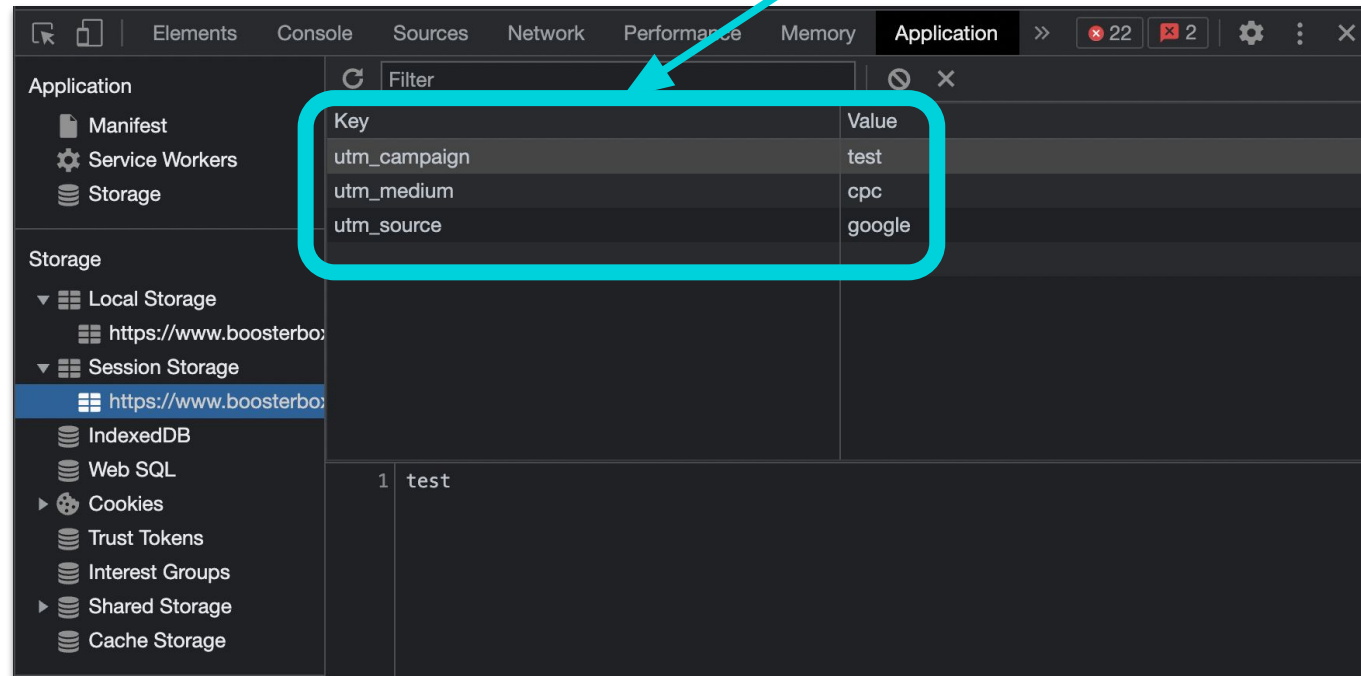 Elements Console Sources Network Performance Memory Application » 22 2
Application
Manifest
Service Workers
Storage
Storage
Local Storage
https://www.boosterbo
Session Storage
https://www.boosterbo
IndexedDB
Web SQL
Cookies
Trust Tokens
Interest Groups
Shared Storage
Cache Storage
Filter
Key Value
utm_campaign test
utm_medium cpc
utm_source google
1 test